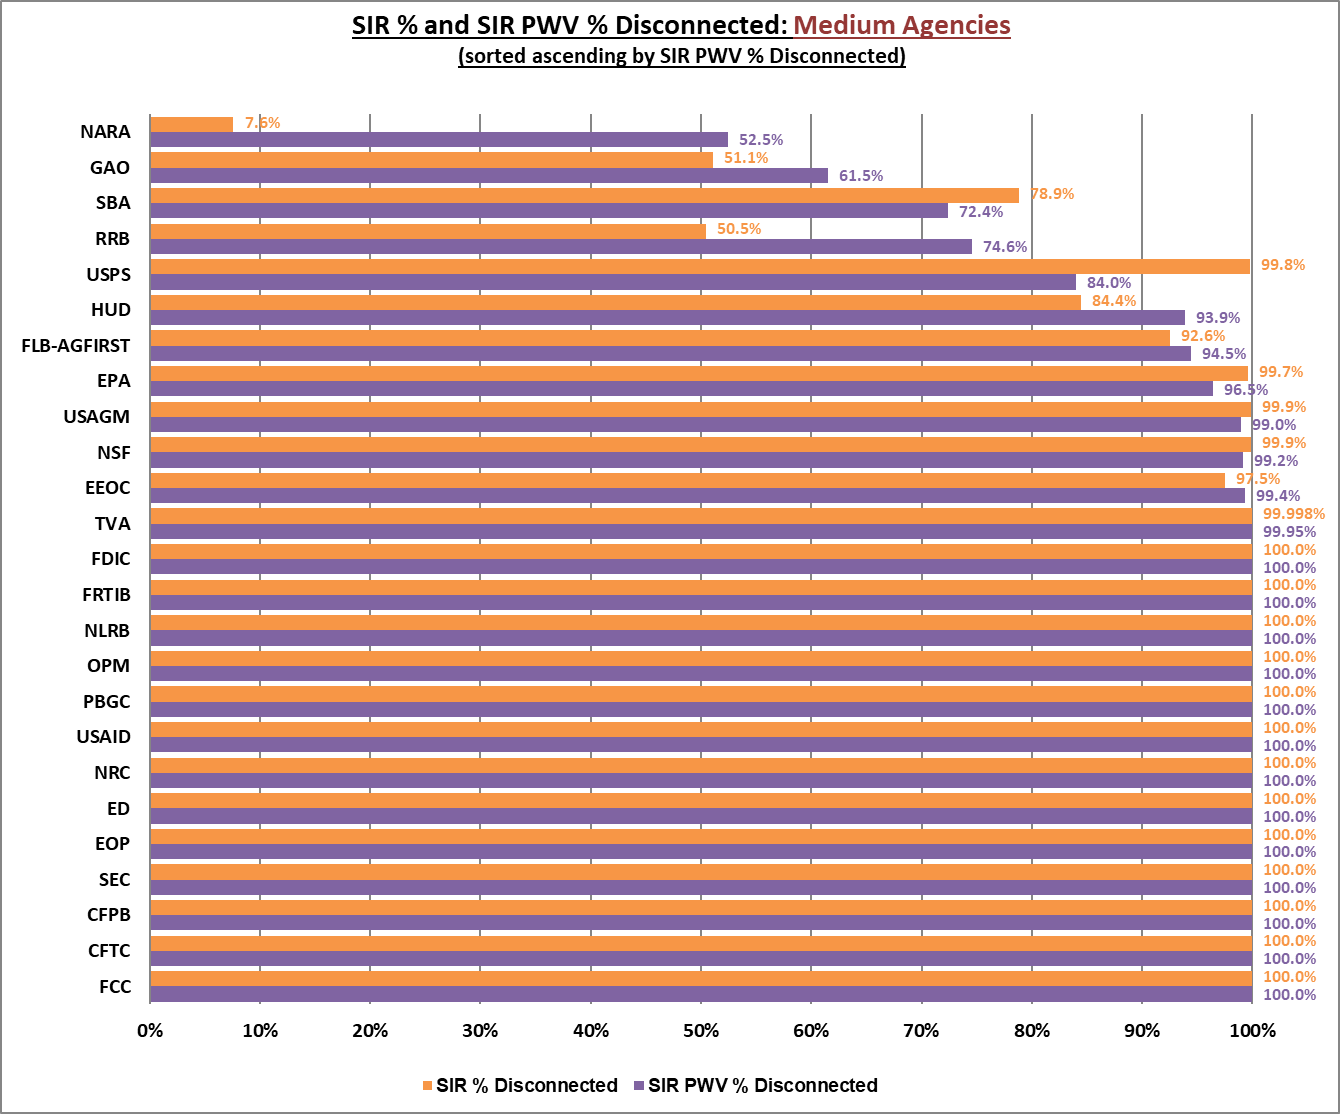 SIR % and SIR PWV % Disconnected: Medium Agencies
(sorted ascending by SIR PWV % Disconnected)
NARA 7.6% 52.5%
GAO 51.1% 61.5%
SBA 78.9% 72.4%
RRB 50.5% 74.6%
USPS 99.8% 84.0%
HUD 84.4% 93.9%
FLB-AGFIRST 92.6% 94.5%
EPA 99.7% 96.5%
USAGM 99.9% 99.0%
NSF 99.9% 99.2%
EEOC 97.5% 99.4%
TVA 99.998% 99.95%
FDIC 100.0% 100.0%
FRTIB 100.0% 100.0%
NLRB 100.0% 100.0%
OPM 100.0% 100.0%
PBGC 100.0% 100.0%
USAID 100.0% 100.0%
NRC 100.0% 100.0%
ED 100.0% 100.0%
EOP 100.0% 100.0%
SEC 100.0% 100.0%
CFPB 100.0% 100.0%
CFTC 100.0% 100.0%
FCC 100.0% 100.0%
0% 10% 20% 30% 40% 50% 60% 70% 80% 90% 100%
SIR % Disconnected SIR PWV % Disconnected